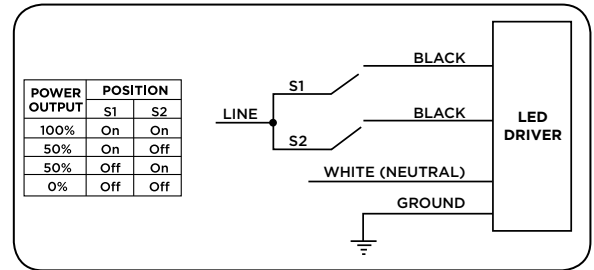 POWER OUTPUT POSITION
S1 S2
100% On On
50% On Off
50% Off On
0% Off Off
LINE
S1
S2
BLACK
BLACK
WHITE (NEUTRAL)
GROUND
LED
DRIVER